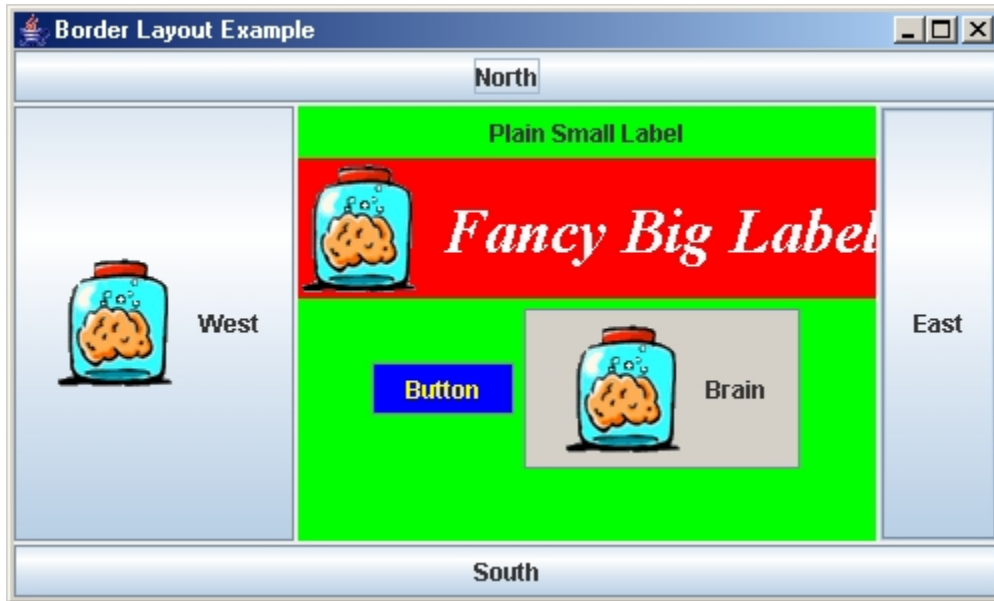 Border Layout Example
North
Plain Small Label
Fancy Big Label
West
East
Button
Brain
South